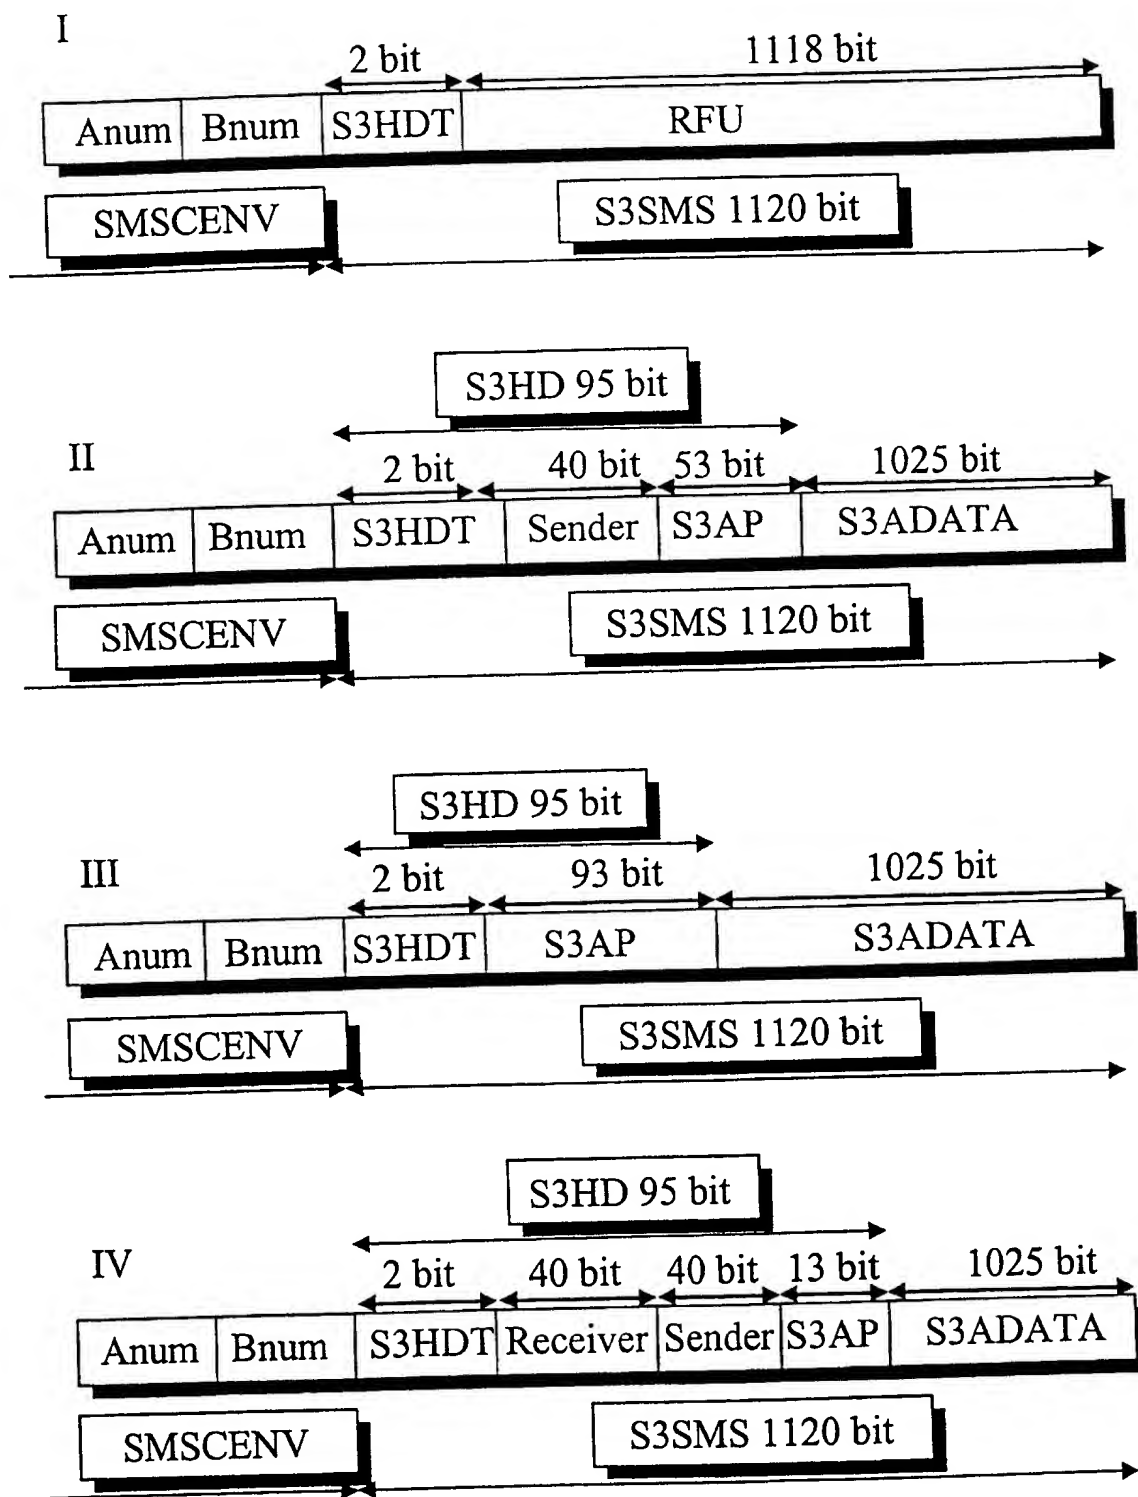 I
2 bit 1118 bit
Anum Bnum S3HDT RFU
SMSCENV S3SMS 1120 bit
S3HD 95 bit
II
2 bit 40 bit 53 bit 1025 bit
Anum Bnum S3HDT Sender S3AP S3ADATA
SMSCENV S3SMS 1120 bit
S3HD 95 bit
III
2 bit 93 bit 1025 bit
Anum Bnum S3HDT S3AP S3ADATA
SMSCENV S3SMS 1120 bit
S3HD 95 bit
IV
2 bit 40 bit 40 bit 13 bit 1025 bit
Anum Bnum S3HDT Receiver Sender S3AP S3ADATA
SMSCENV S3SMS 1120 bit